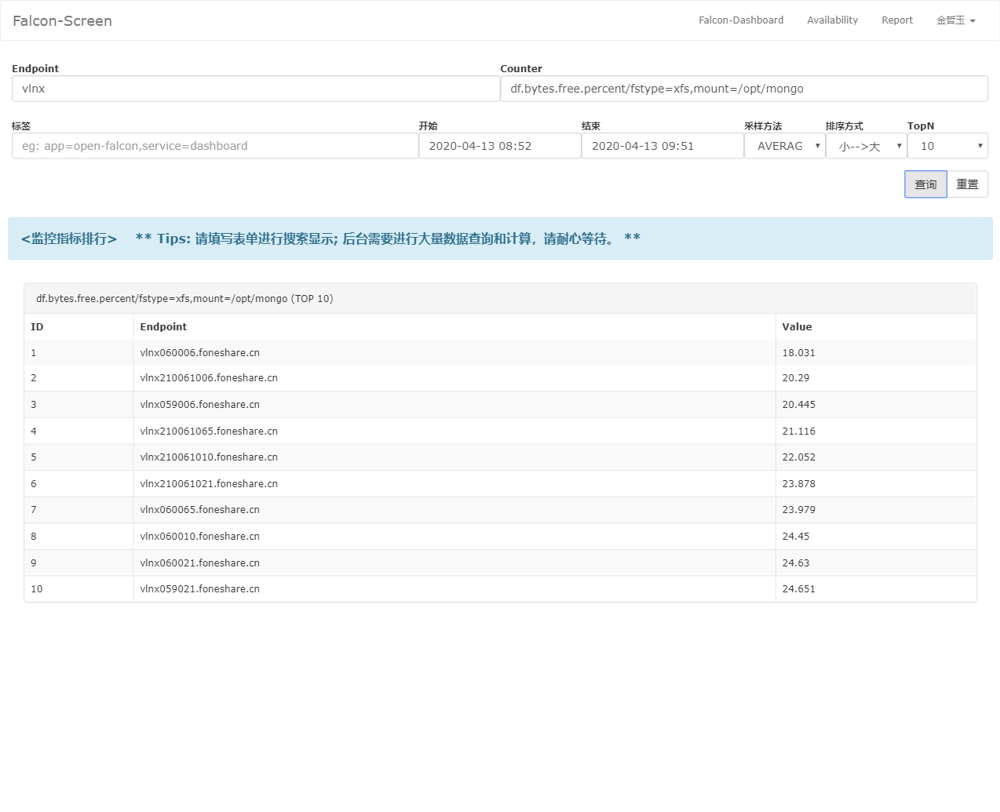 Falcon-Screen Falcon-Dashboard Availability Report 金哲玉
Endpoint Counter
vlnx df.bytes.free.percent/fstype=xfs,mount=/opt/mongo
标签 开始 结束 采样方法 排序方式 TopN
eg: app=open-falcon,service=dashboard 2020-04-13 08:52 2020-04-13 09:51 AVERAG 小-->大 10
查询 重置
<监控指标排行> ** Tips: 请填写表单进行搜索显示; 后台需要进行大量数据查询和计算，请耐心等待。 **
df.bytes.free.percent/fstype=xfs,mount=/opt/mongo (TOP 10)
ID Endpoint Value
1 vlnx060006.foneshare.cn 18.031
2 vlnx210061006.foneshare.cn 20.29
3 vlnx059006.foneshare.cn 20.445
4 vlnx210061065.foneshare.cn 21.116
5 vlnx210061010.foneshare.cn 22.052
6 vlnx210061021.foneshare.cn 23.878
7 vlnx060065.foneshare.cn 23.979
8 vlnx060010.foneshare.cn 24.45
9 vlnx060021.foneshare.cn 24.63
10 vlnx059021.foneshare.cn 24.651